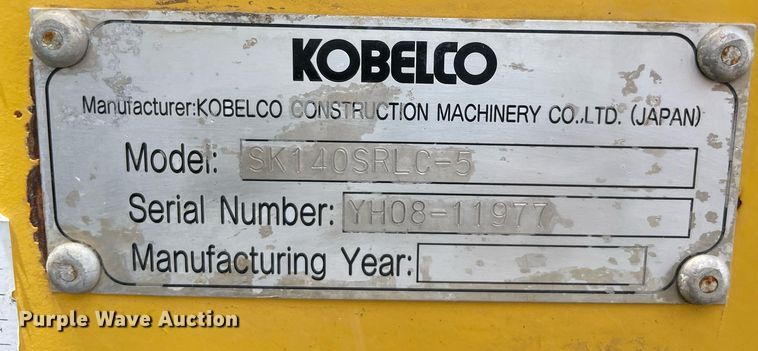 KOBELCO
Manufacturer:KOBELCO CONSTRUCTION MACHINERY CO.,LTD. (JAPAN)
Model: SK140SRLC-5
Serial Number: YH08-11977
Manufacturing Year:
Purple Wave Auction